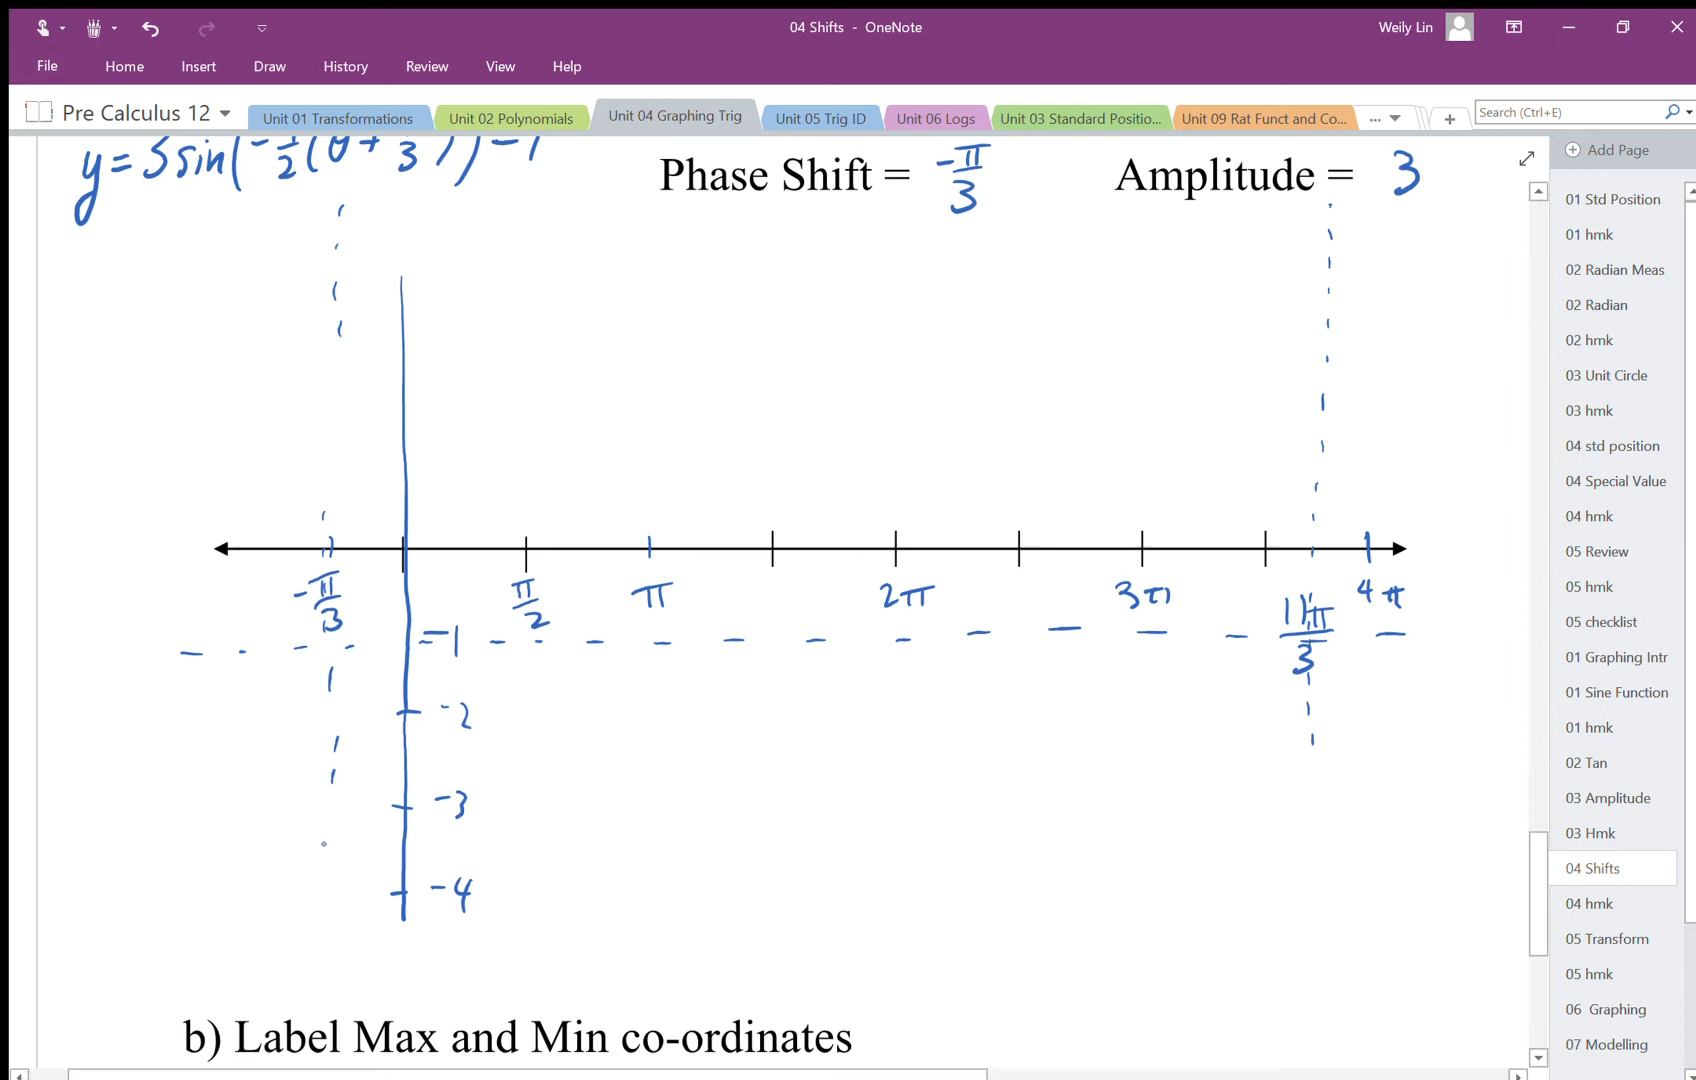 04 Shifts - OneNote
Weily Lin
File Home Insert Draw History Review View Help
Pre Calculus 12
Unit 01 Transformations Unit 02 Polynomials Unit 04 Graphing Trig Unit 05 Trig ID Unit 06 Logs Unit 03 Standard Positio... Unit 09 Rat Funct and Co... ...
Search (Ctrl+E)
Add Page
y = 3 sin(-1/2(θ + π/3)) - 1
Phase Shift = -π/3
Amplitude = 3
-π/3 π/2 π 2π 3π 11π/3 4π
-1
-2
-3
-4
b) Label Max and Min co-ordinates
01 Std Position
01 hmk
02 Radian Meas
02 Radian
02 hmk
03 Unit Circle
03 hmk
04 std position
04 Special Value
04 hmk
05 Review
05 hmk
05 checklist
01 Graphing Intr
01 Sine Function
01 hmk
02 Tan
03 Amplitude
03 Hmk
04 Shifts
04 hmk
05 Transform
05 hmk
06 Graphing
07 Modelling